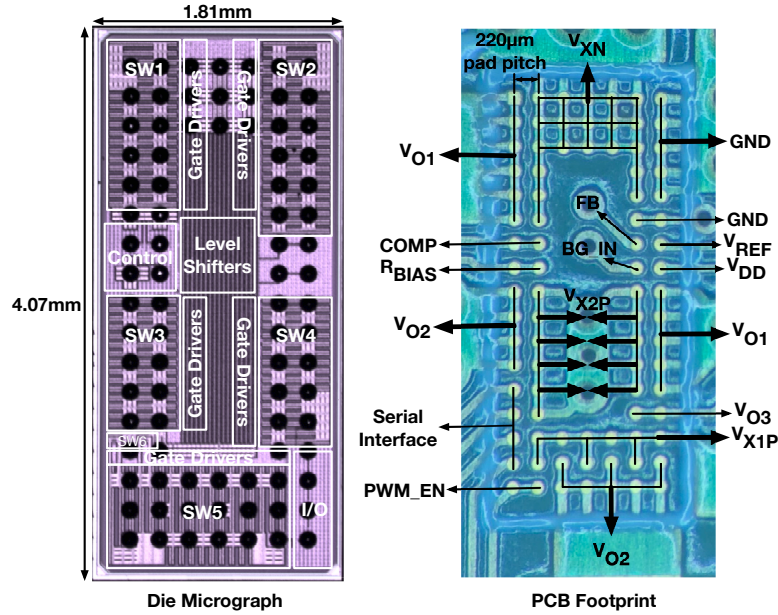 1.81mm
4.07mm
SW1
Gate Drivers
Gate Drivers
SW2
Control
Level
Shifters
SW3
Gate Drivers
Gate Drivers
SW4
SW6
Gate Drivers
SW5
I/O
Die Micrograph
220µm
pad pitch
VXN
VO1
GND
FB
GND
COMP
BG IN
VREF
RBIAS
VDD
VX2P
VO2
VO1
Serial
Interface
VO3
VX1P
PWM_EN
VO2
PCB Footprint